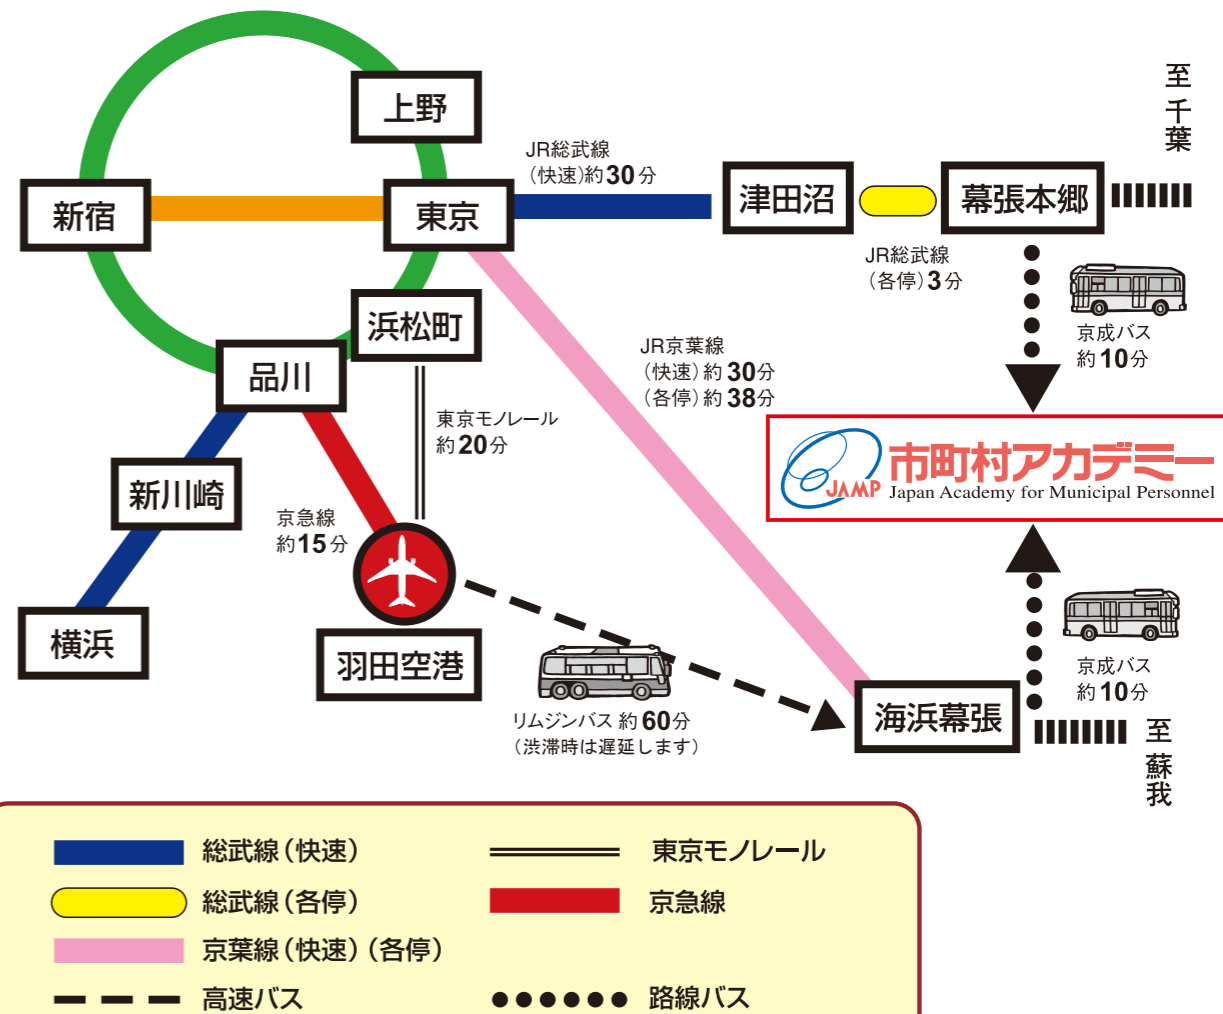 上野
新宿
東京
JR総武線
（快速）約30分
津田沼
幕張本郷
至 千葉
JR総武線
（各停）3分
京成バス
約10分
浜松町
品川
JR京葉線
（快速）約30分
（各停）約38分
東京モノレール
約20分
市町村アカデミー
JAMP
Japan Academy for Municipal Personnel
新川崎
京急線
約15分
横浜
羽田空港
リムジンバス 約60分
（渋滞時は遅延します）
京成バス
約10分
海浜幕張
至 蘇我
総武線（快速）
東京モノレール
総武線（各停）
京急線
京葉線（快速）（各停）
高速バス
路線バス